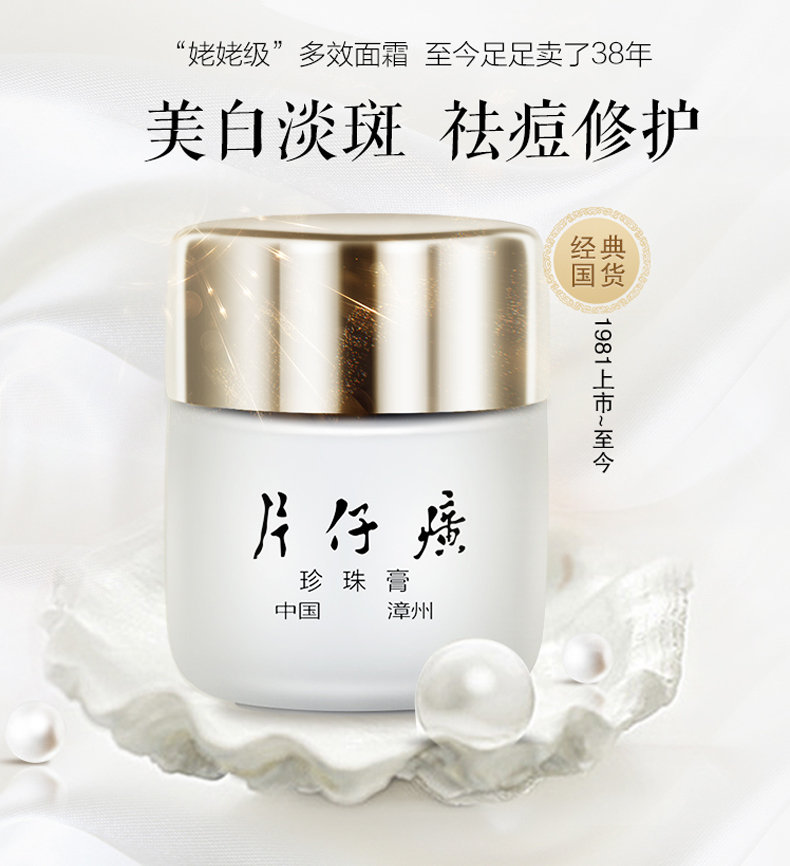 “姥姥级”多效面霜 至今足足卖了38年
美白淡斑 祛痘修护
经典
国货
1981上市~至今
片仔癀
珍珠膏
中国 漳州